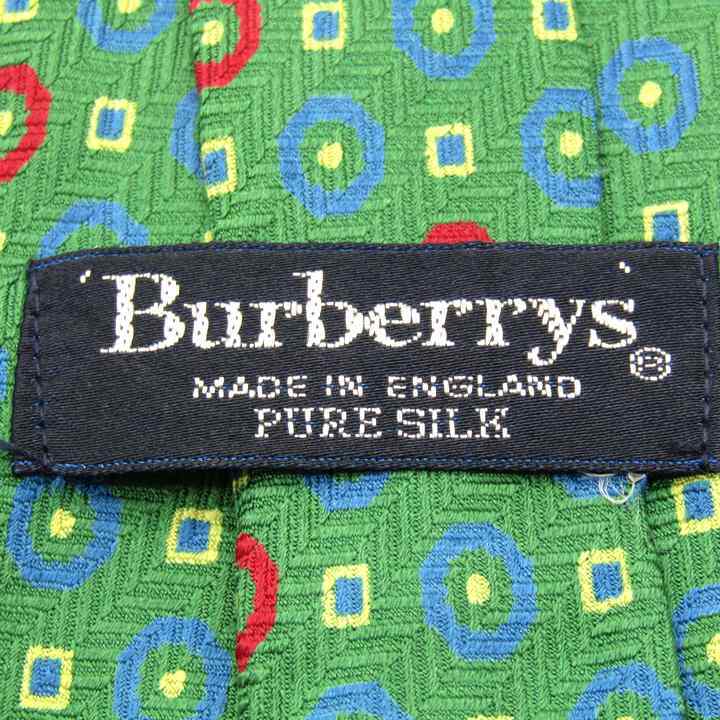 'Burberrys'®
MADE IN ENGLAND
PURE SILK